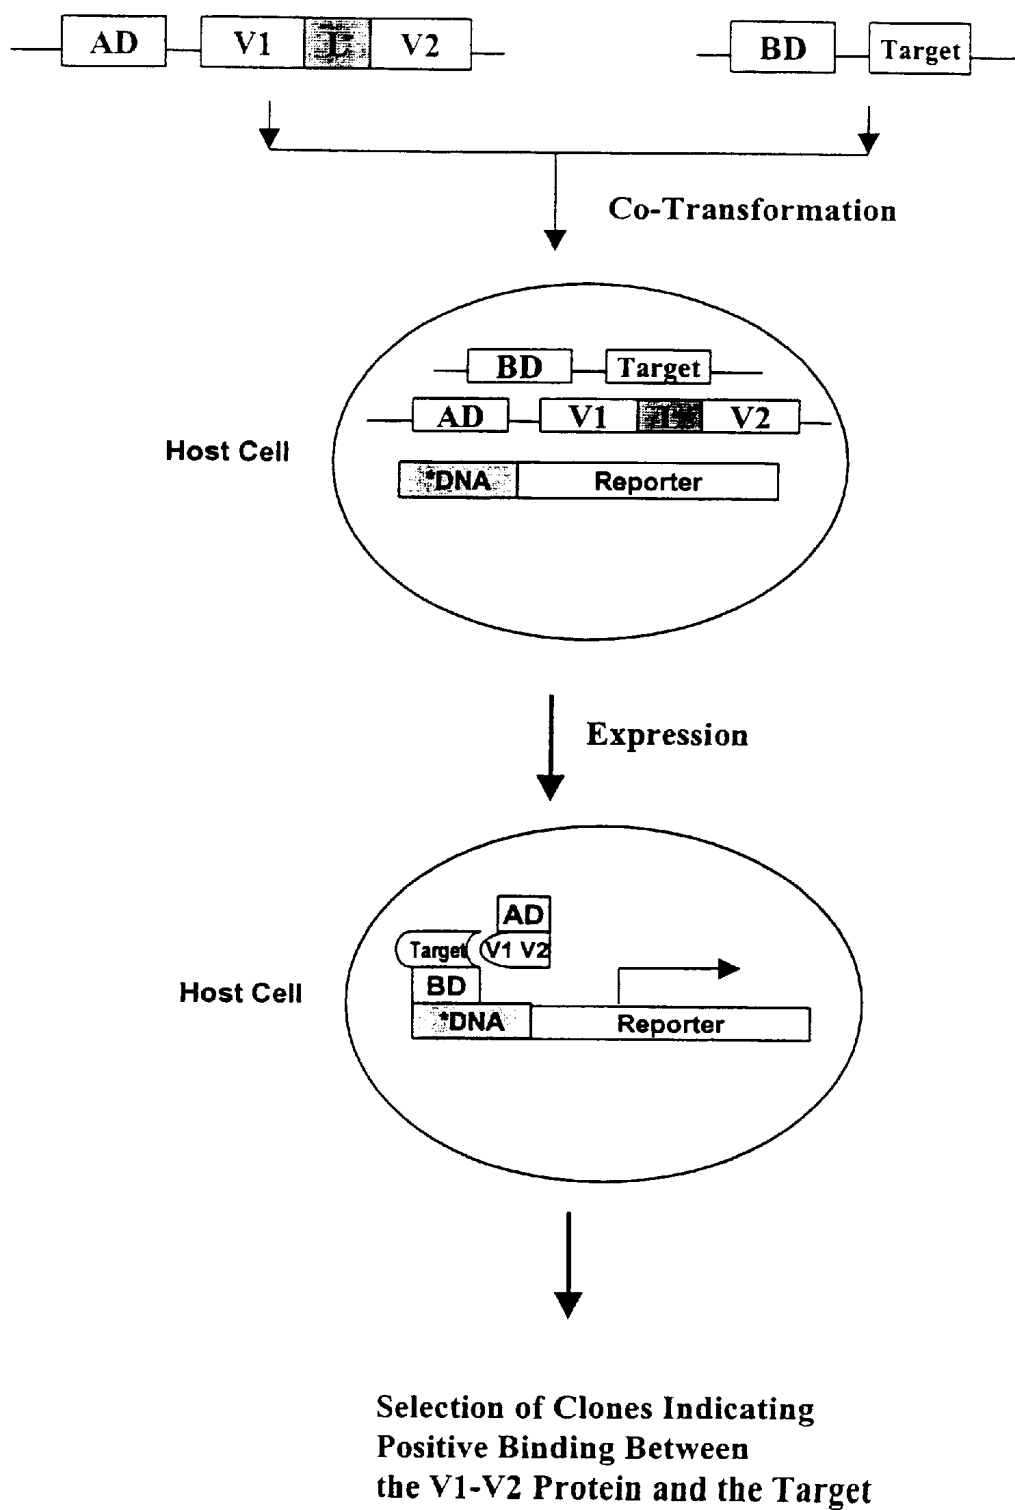 AD V1 L V2 BD Target
Co-Transformation
BD Target
AD V1 V2
Host Cell
*DNA Reporter
Expression
AD
Target V1 V2
BD
Host Cell
*DNA Reporter
Selection of Clones Indicating
Positive Binding Between
the V1-V2 Protein and the Target